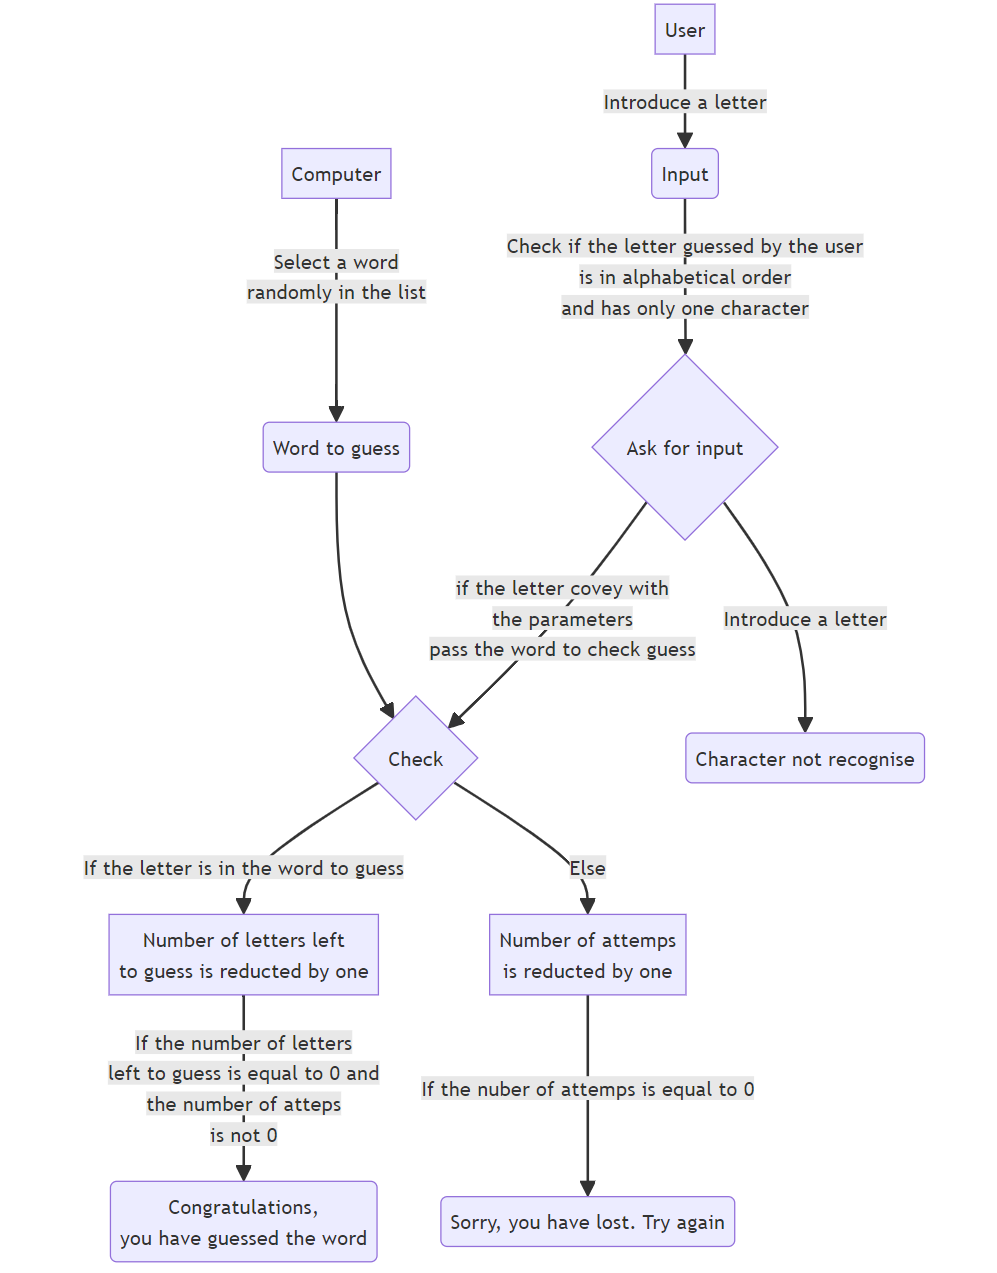 User
Introduce a letter
Computer
Input
Select a word
randomly in the list
Check if the letter guessed by the user
is in alphabetical order
and has only one character
Word to guess
Ask for input
if the letter covey with
the parameters
pass the word to check guess
Introduce a letter
Check
Character not recognise
If the letter is in the word to guess
Else
Number of letters left
to guess is reducted by one
Number of attemps
is reducted by one
If the number of letters
left to guess is equal to 0 and
the number of atteps
is not 0
If the nuber of attemps is equal to 0
Congratulations,
you have guessed the word
Sorry, you have lost. Try again